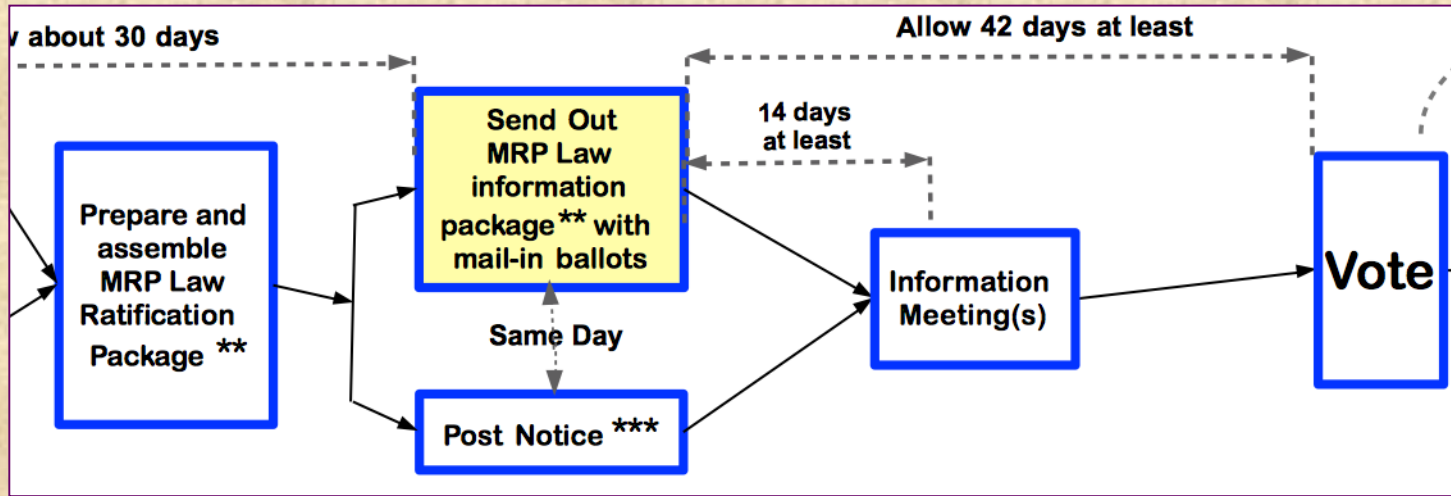 about 30 days
Allow 42 days at least
14 days
at least
Send Out
MRP Law
information
package** with
mail-in ballots
Prepare and
assemble
MRP Law
Ratification
Package **
Same Day
Post Notice ***
Information
Meeting(s)
Vote